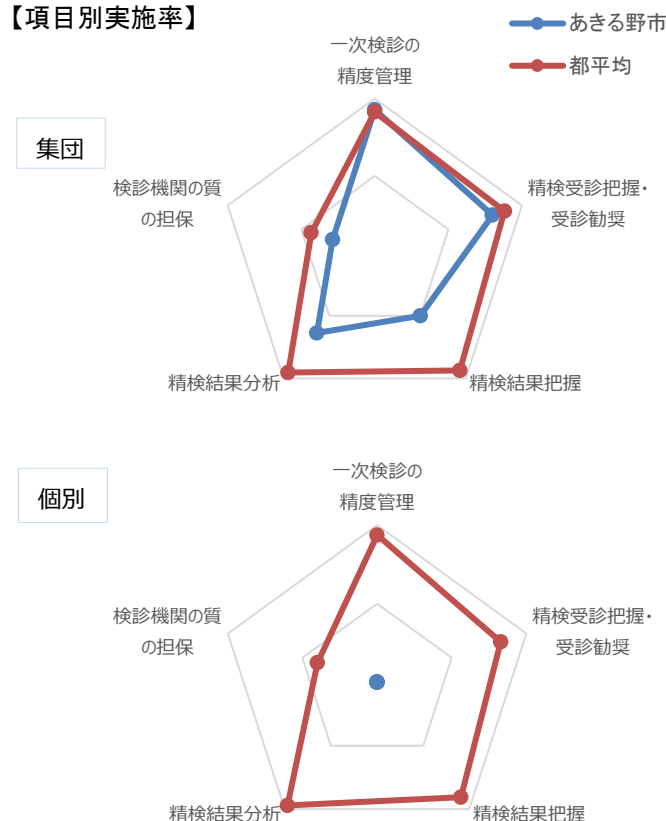 【項目別実施率】
あきる野市
都平均
集団
一次検診の
精度管理
精検受診把握・
受診勧奨
精検結果把握
精検結果分析
検診機関の質
の担保
個別
一次検診の
精度管理
精検受診把握・
受診勧奨
精検結果把握
精検結果分析
検診機関の質
の担保